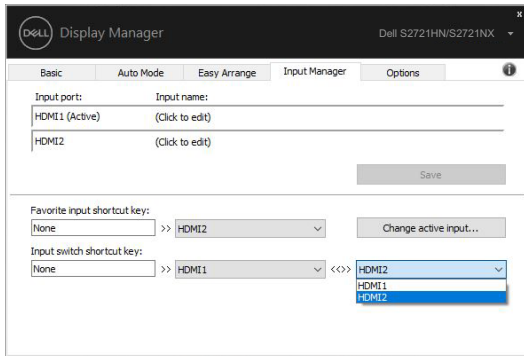 DELL Display Manager Dell S2721HN/S2721NX x
Basic Auto Mode Easy Arrange Input Manager Options i
Input port: Input name:
HDMI1 (Active) (Click to edit)
HDMI2 (Click to edit)
Save
Favorite input shortcut key:
None >> HDMI2 Change active input...
Input switch shortcut key:
None >> HDMI1 <<>> HDMI2
HDMI1
HDMI2